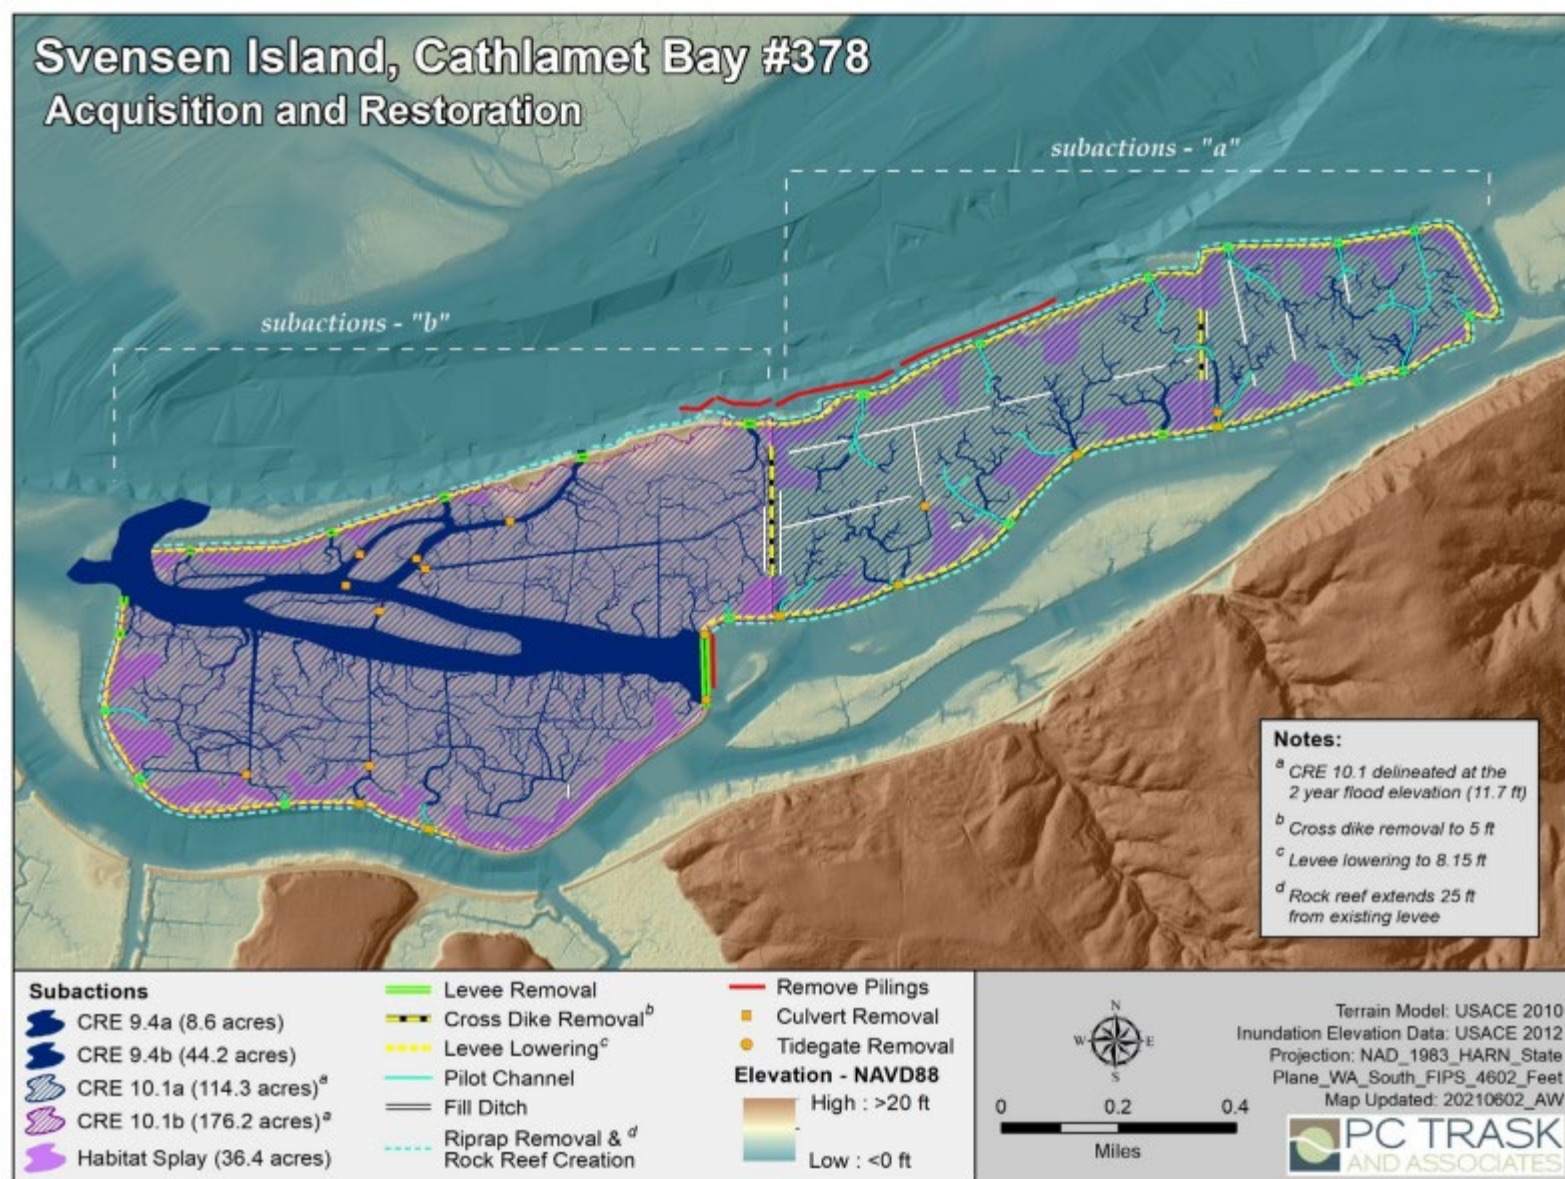 Svensen Island, Cathlamet Bay #378
Acquisition and Restoration
subactions - "a"
subactions - "b"
Notes:
a CRE 10.1 delineated at the
2 year flood elevation (11.7 ft)
b Cross dike removal to 5 ft
c Levee lowering to 8.15 ft
d Rock reef extends 25 ft
from existing levee
Subactions
CRE 9.4a (8.6 acres)
CRE 9.4b (44.2 acres)
CRE 10.1a (114.3 acres)a
CRE 10.1b (176.2 acres)a
Habitat Splay (36.4 acres)
Levee Removal
Cross Dike Removalb
Levee Loweringc
Pilot Channel
Fill Ditch
Riprap Removal & d
Rock Reef Creation
Remove Pilings
Culvert Removal
Tidegate Removal
Elevation - NAVD88
High : >20 ft
Low : <0 ft
N
W E
S
0 0.2 0.4
Miles
Terrain Model: USACE 2010
Inundation Elevation Data: USACE 2012
Projection: NAD_1983_HARN_State
Plane_WA_South_FIPS_4602_Feet
Map Updated: 20210602_AW
PC TRASK
AND ASSOCIATES